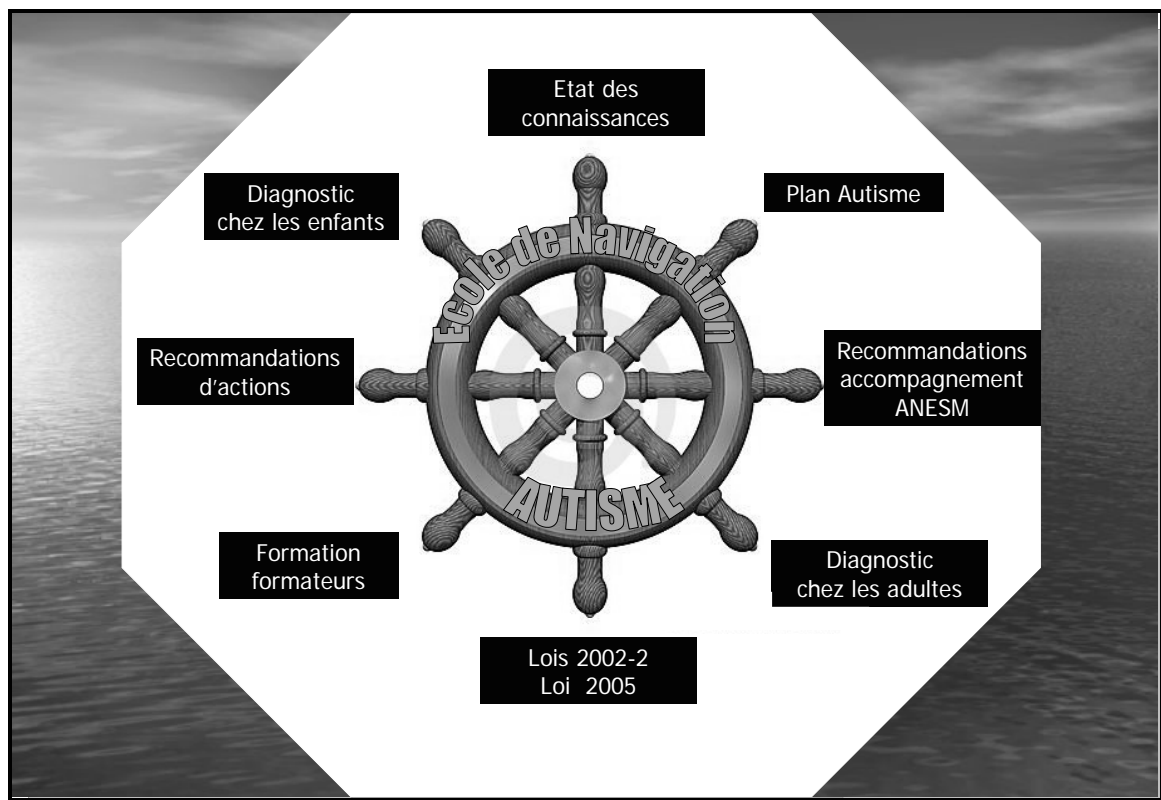 Etat des
connaissances
Diagnostic
chez les enfants
Plan Autisme
Ecole de Navigation
Recommandations
d'actions
Recommandations
accompagnement
ANESM
AUTISME
Formation
formateurs
Diagnostic
chez les adultes
Lois 2002-2
Loi 2005